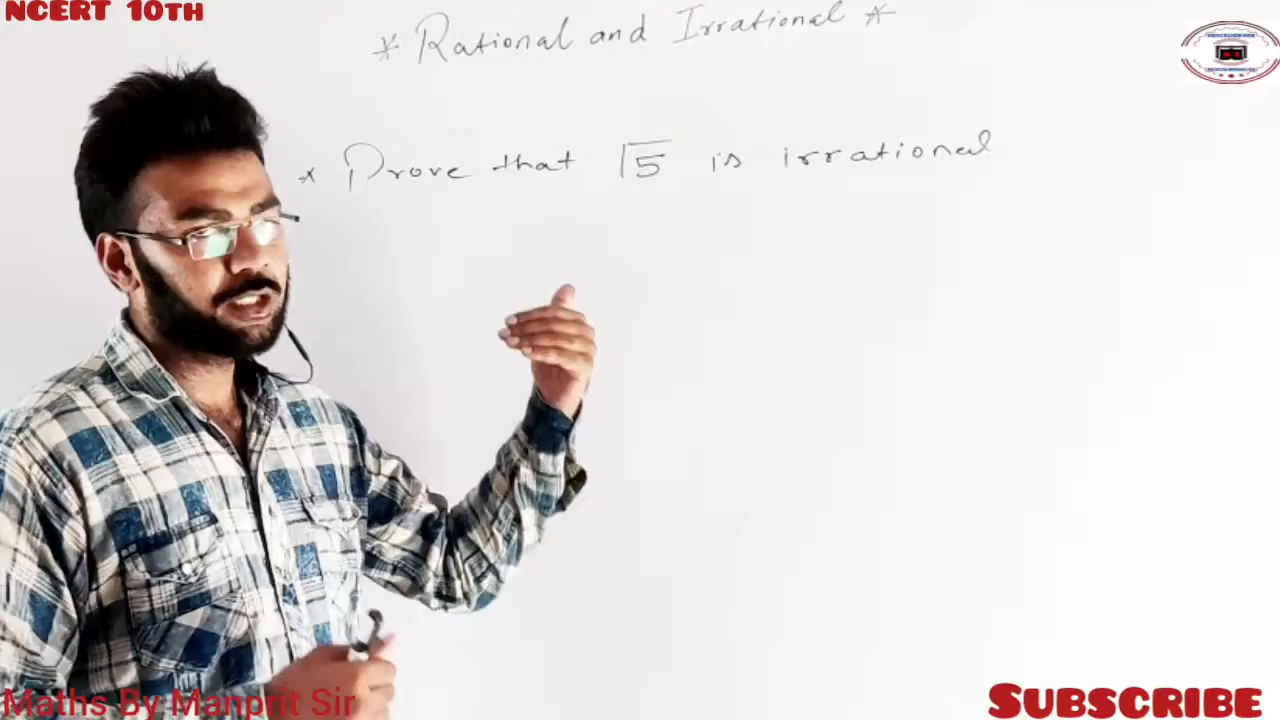 NCERT 10TH
* Rational and Irrational *
* Prove that √5 is irrational
Maths By Manprit Sir
SUBSCRIBE